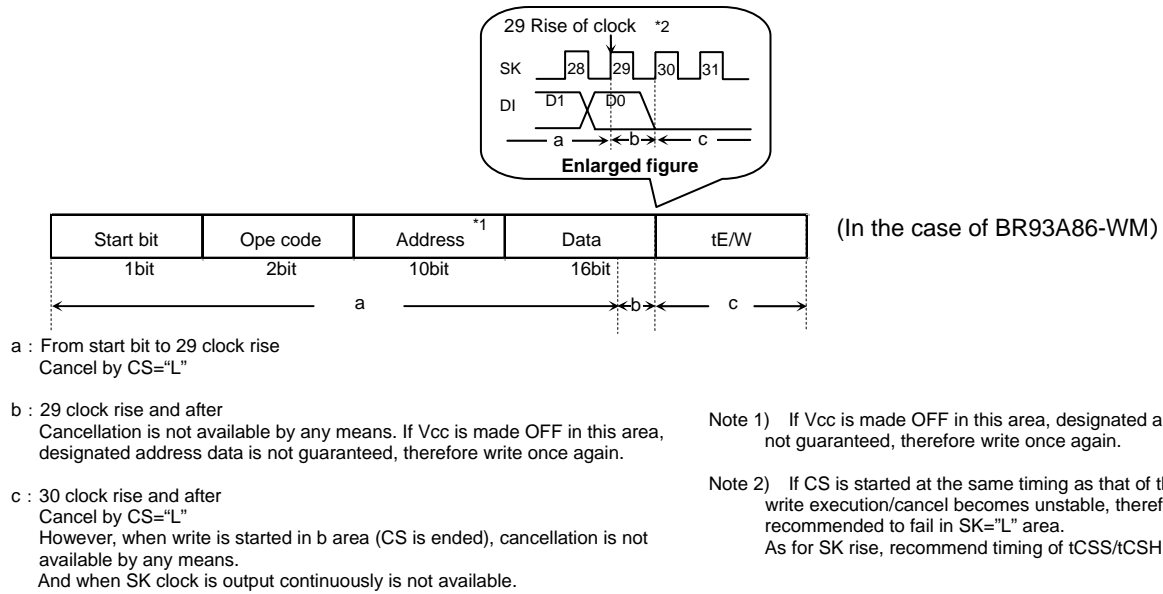 29 Rise of clock *2
SK 28 29 30 31
DI D1 D0
a b c
Enlarged figure
Start bit Ope code Address *1 Data tE/W
(In the case of BR93A86-WM)
1bit 2bit 10bit 16bit
a b c
a : From start bit to 29 clock rise
Cancel by CS=“L”
b : 29 clock rise and after
Cancellation is not available by any means. If Vcc is made OFF in this area,
designated address data is not guaranteed, therefore write once again.
c : 30 clock rise and after
Cancel by CS=“L”
However, when write is started in b area (CS is ended), cancellation is not
available by any means.
And when SK clock is output continuously is not available.
Note 1) If Vcc is made OFF in this area, designated a
not guaranteed, therefore write once again.
Note 2) If CS is started at the same timing as that of
write execution/cancel becomes unstable,
recommended to fail in SK=”L” area.
As for SK rise, recommend timing of tCSS/tCSH